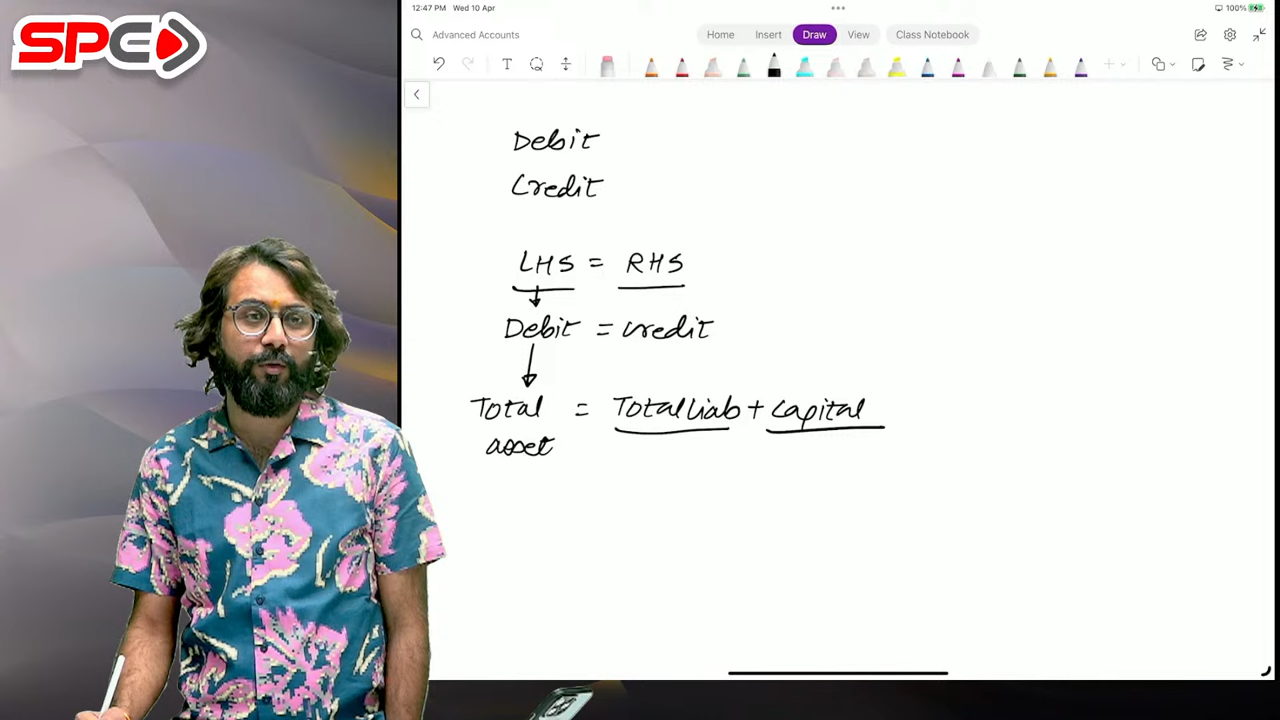 SPC
12:47 PM Wed 10 Apr
100%
Advanced Accounts
Home Insert Draw View Class Notebook
Debit
Credit
LHS = RHS
Debit = credit
Total = Total Liab + Capital
asset